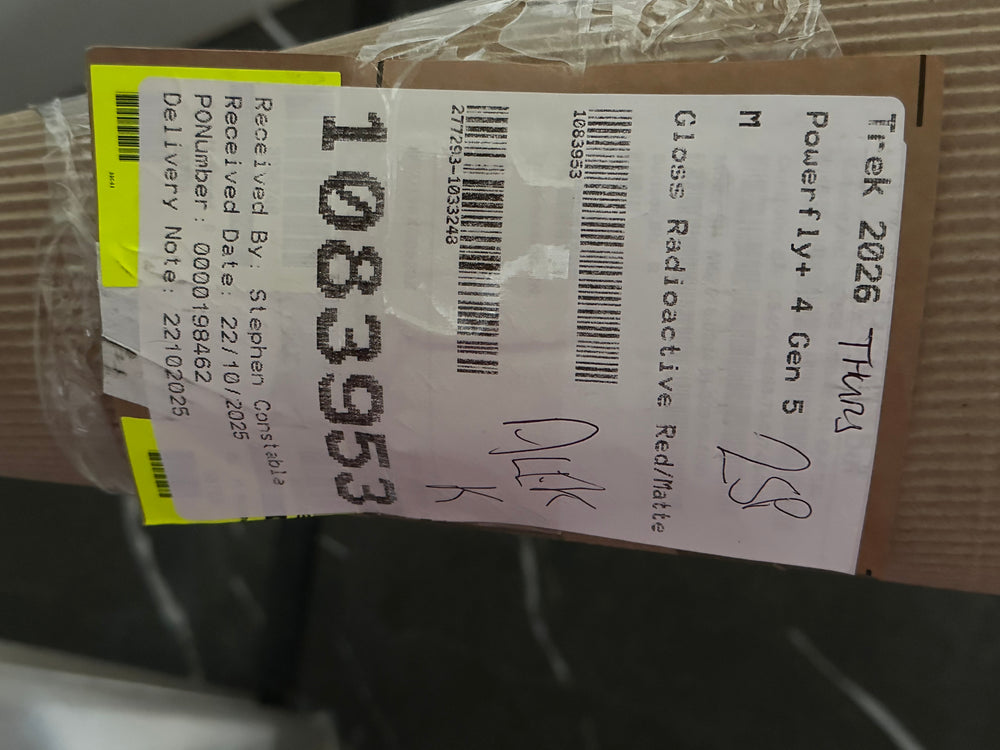 Trek 2026 THURS
Powerfly+ 4 Gen 5
M
Gloss Radioactive Red/Matte
1083953
277293-1033248
K
1083953
Received By: Stephen Constable
Received Date: 22/10/2025
PONumber: 0000198462
Delivery Note: 22102025